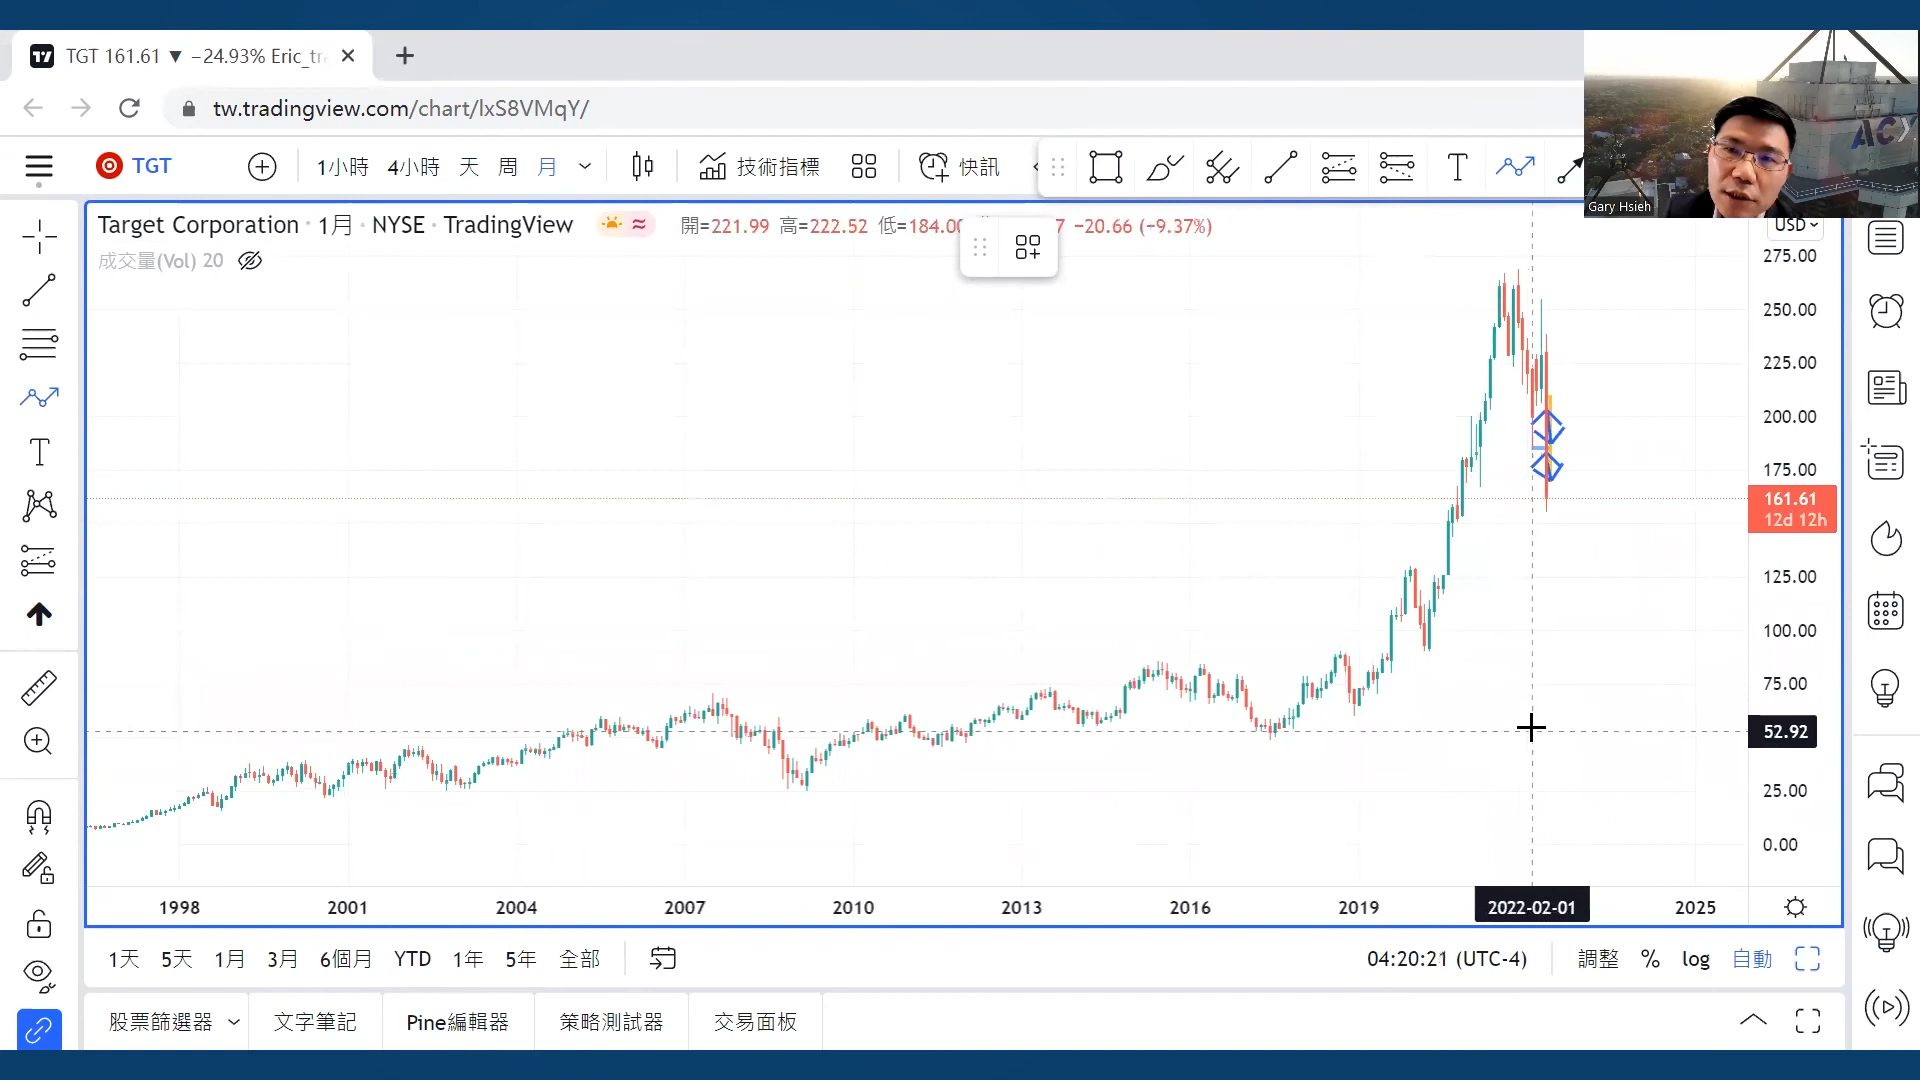 TGT 161.61 ▼ −24.93% Eric_tr
tw.tradingview.com/chart/lxS8VMqY/
TGT
1小時 4小時 天 周 月
技術指標
快訊
ACY
Gary Hsieh
Target Corporation · 1月 · NYSE · TradingView
開=221.99 高=222.52 低=184.00 7 −20.66 (−9.37%)
成交量(Vol) 20
USD
275.00
250.00
225.00
200.00
175.00
161.61
12d 12h
125.00
100.00
75.00
52.92
25.00
0.00
1998 2001 2004 2007 2010 2013 2016 2019 2022-02-01 2025
1天 5天 1月 3月 6個月 YTD 1年 5年 全部
04:20:21 (UTC-4) 調整 % log 自動
股票篩選器 文字筆記 Pine編輯器 策略測試器 交易面板